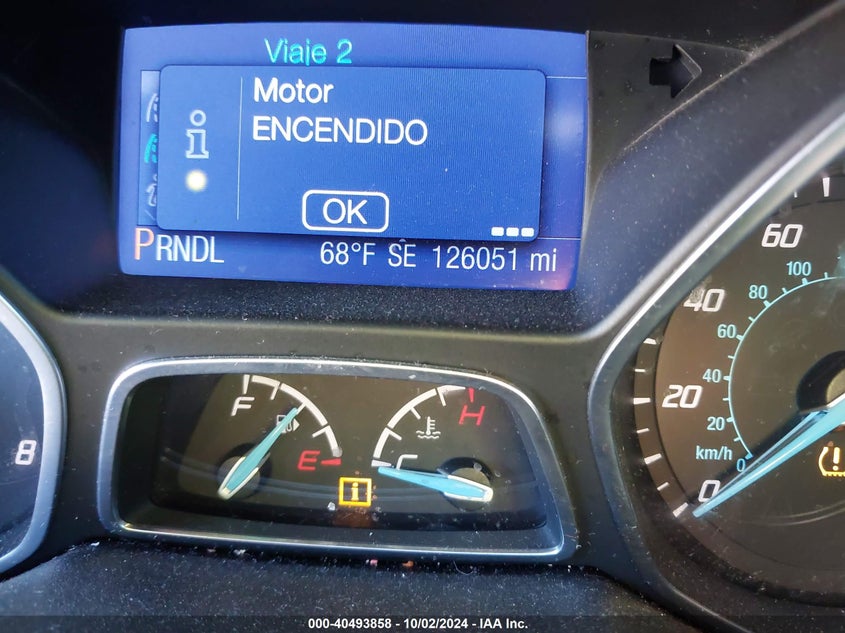 Viaje 2
i
Motor
ENCENDIDO
OK
PRNDL
68°F SE 126051 mi
F
E
H
C
i
8
60
40
20
0
100
80
60
40
20
0
km/h
000-40493858 - 10/02/2024 - IAA Inc.